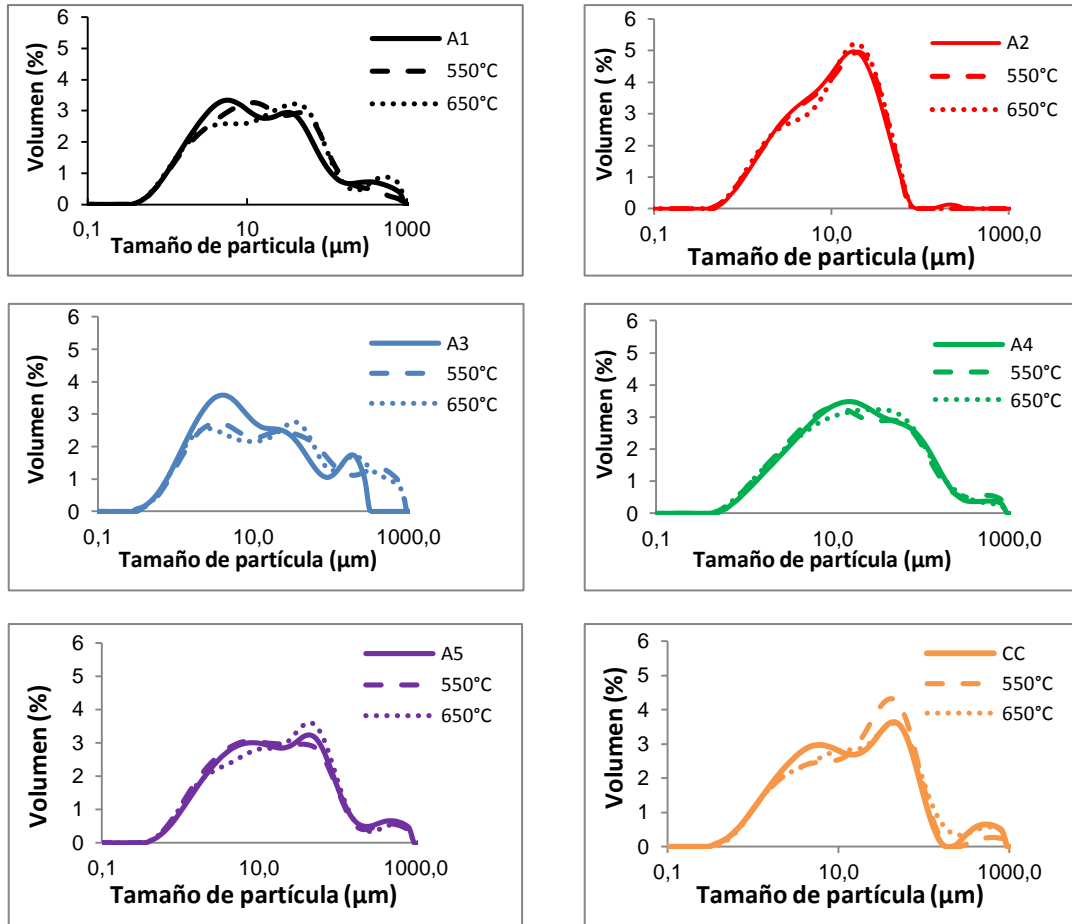 6
5
4
3
2
1
0
Volumen (%)
A1
550°C
650°C
0,1
10
1000
Tamaño de particula (µm)
6
5
4
3
2
1
0
Volumen ( %)
A2
550°C
650°C
0,1
10,0
1000,0
Tamaño de particula (µm)
6
5
4
3
2
1
0
Volumen (%)
A3
550°C
650°C
0,1
10,0
1000,0
Tamaño de partícula (µm)
6
5
4
3
2
1
0
Volumen (%)
A4
550°C
650°C
0,1
10,0
1000,0
Tamaño de partícula (µm)
6
5
4
3
2
1
0
Volumen (%)
A5
550°C
650°C
0,1
10,0
1000,0
Tamaño de partícula (µm)
6
5
4
3
2
1
0
Volumen (%)
CC
550°C
650°C
0,1
10,0
1000,0
Tamaño de partícula (µm)